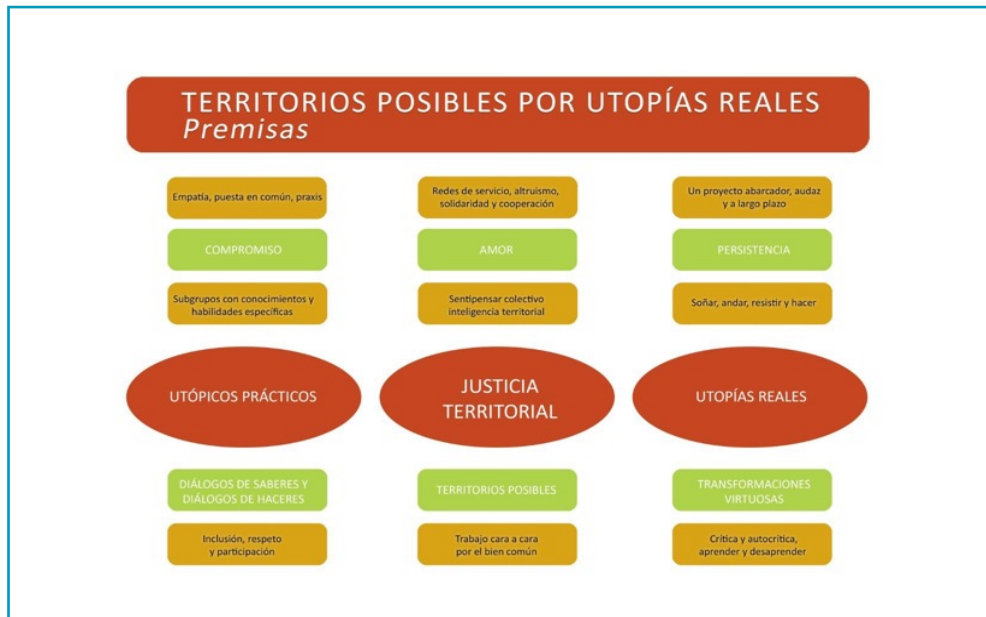 TERRITORIOS POSIBLES POR UTOPÍAS REALES
Premisas
Empatía, puesta en común, praxis
Redes de servicio, altruismo,
solidaridad y cooperación
Un proyecto abarcador, audaz
y a largo plazo
COMPROMISO
AMOR
PERSISTENCIA
Subgrupos con conocimientos y
habilidades específicas
Sentipensar colectivo
inteligencia territorial
Soñar, andar, resistir y hacer
UTÓPICOS PRÁCTICOS
JUSTICIA
TERRITORIAL
UTOPÍAS REALES
DIÁLOGOS DE SABERES Y
DIÁLOGOS DE HACERES
TERRITORIOS POSIBLES
TRANSFORMACIONES
VIRTUOSAS
Inclusión, respeto
y participación
Trabajo cara a cara
por el bien común
Crítica y autocrítica,
aprender y desaprender